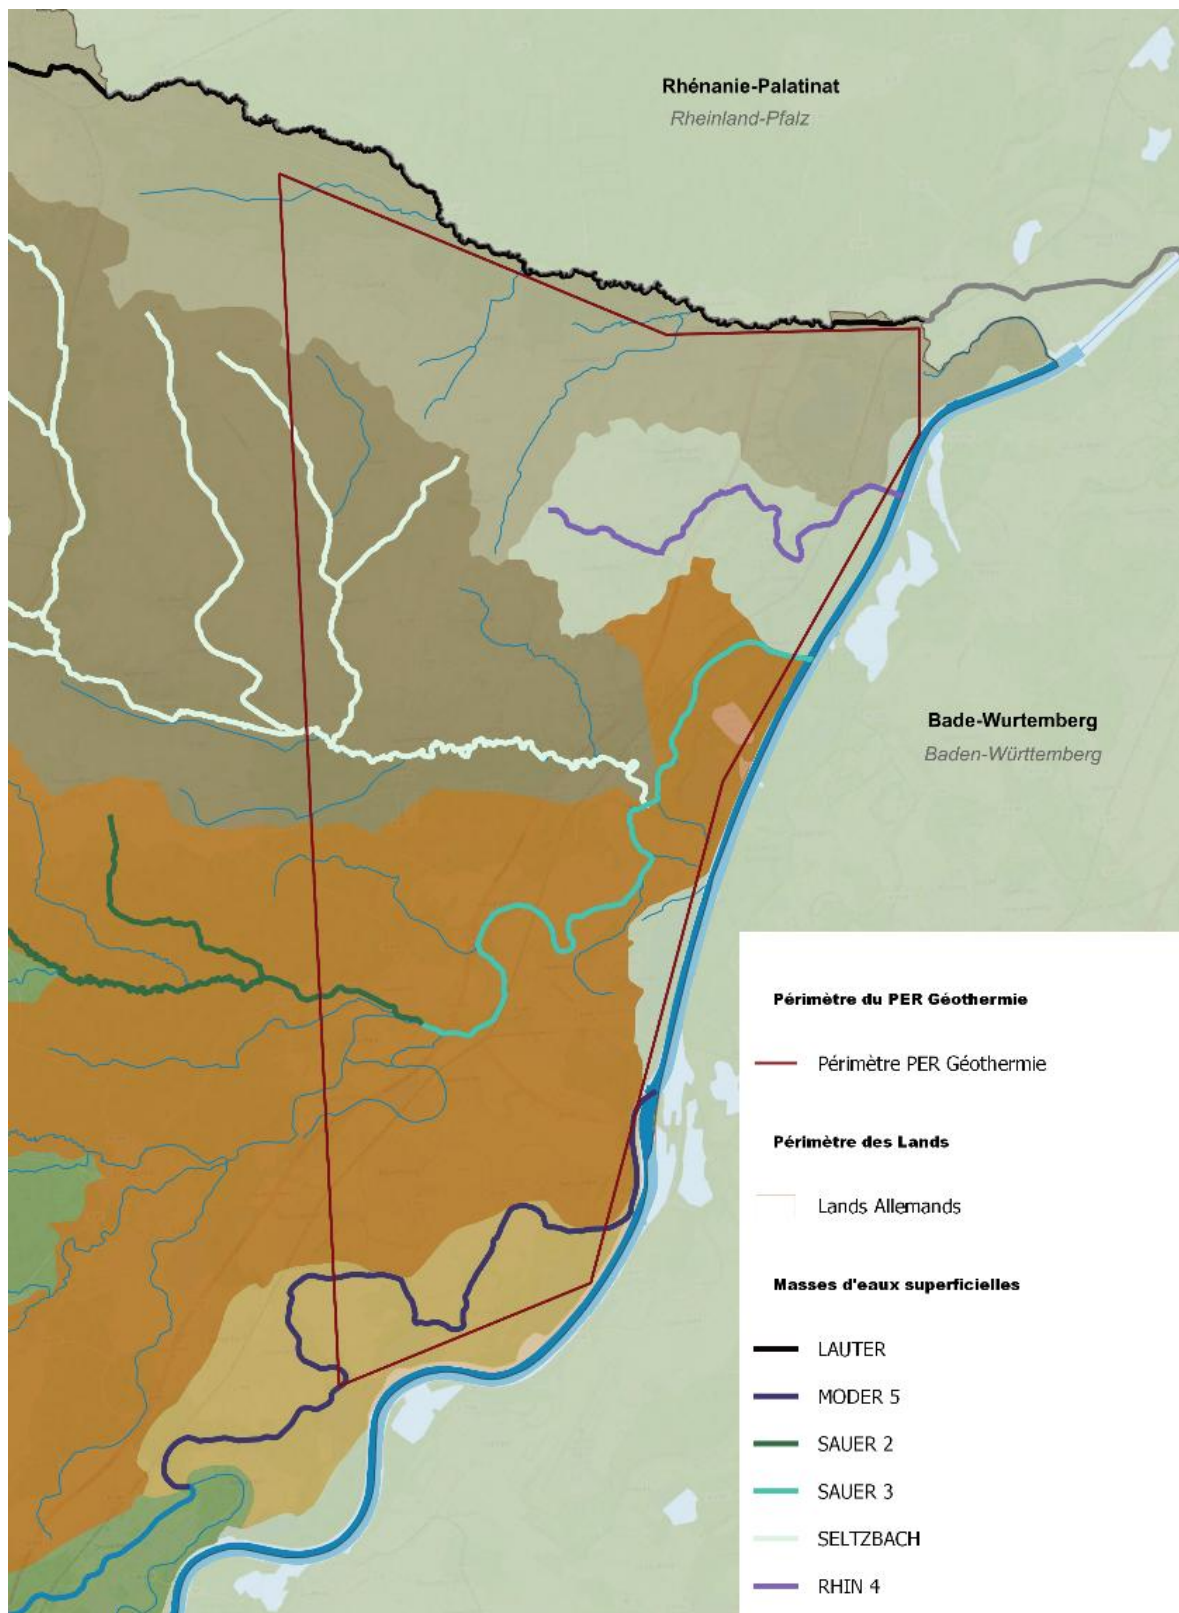 Rhénanie-Palatinat
Rheinland-Pfalz
Bade-Wurtemberg
Baden-Württemberg
Périmètre du PER Géothermie
Périmètre PER Géothermie
Périmètre des Lands
Lands Allemands
Masses d'eaux superficielles
LAUTER
MODER 5
SAUER 2
SAUER 3
SELTZBACH
RHIN 4